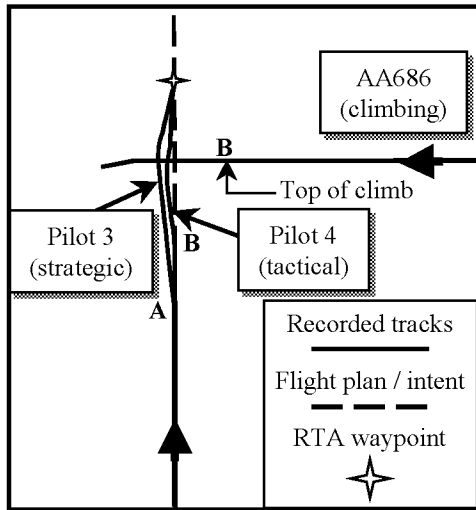 AA686
(climbing)
B
Top of climb
Pilot 3
(strategic)
B
Pilot 4
(tactical)
A
Recorded tracks
Flight plan / intent
RTA waypoint